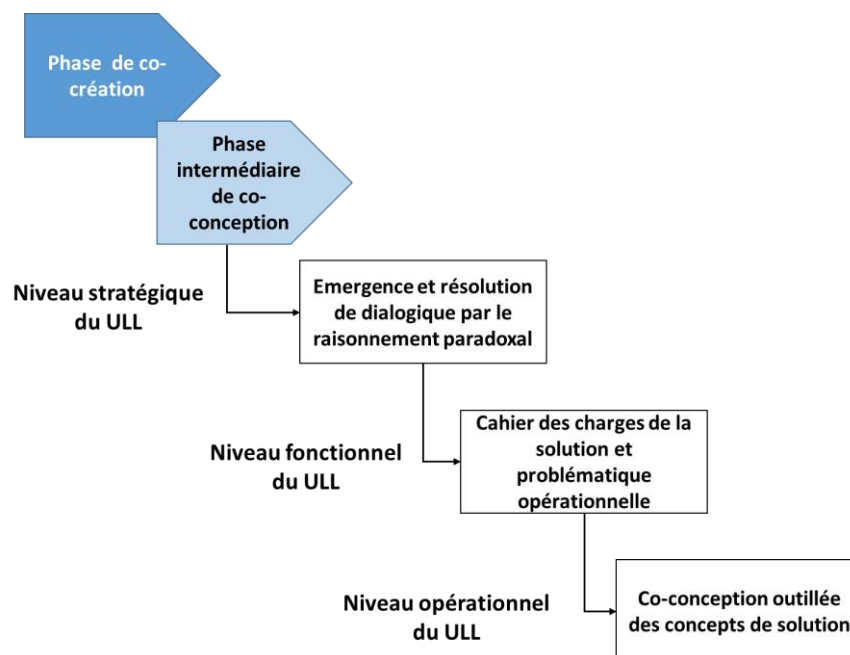 Phase de co-
création
Phase
intermédiaire
de co-
conception
Niveau stratégique
du ULL
Emergence et résolution
de dialogique par le
raisonnement paradoxal
Niveau fonctionnel
du ULL
Cahier des charges de la
solution et
problématique
opérationnelle
Niveau opérationnel
du ULL
Co-conception outillée
des concepts de solution